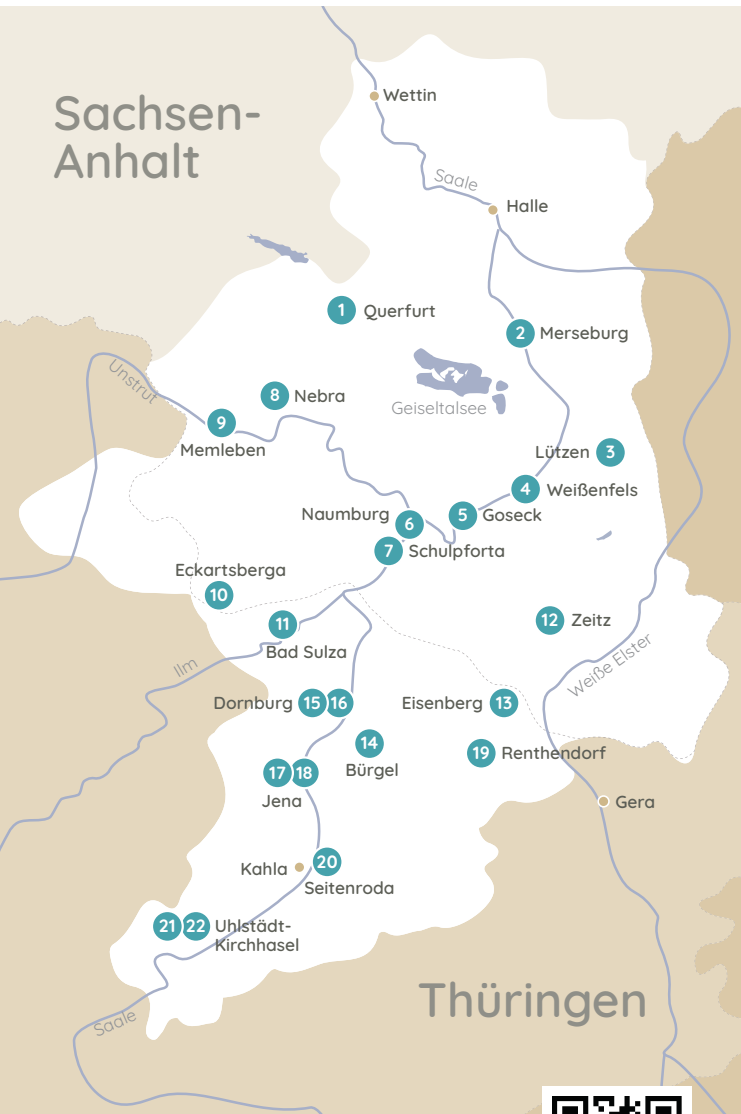 Sachsen-
Anhalt
Wettin
Saale
Halle
1 Querfurt
2 Merseburg
Unstrut
8 Nebra
Geiseltalsee
9
Memleben
Lützen 3
4 Weißenfels
Naumburg 6
5 Goseck
7 Schulpforta
Eckartsberga
10
11
Bad Sulza
12 Zeitz
Ilm
Weiße Elster
Dornburg 15 16
Eisenberg 13
14
Bürgel
19 Renthendorf
17 18
Jena
Gera
Kahla
20
Seitenroda
21 22 Uhlstädt-
Kirchhasel
Thüringen
Saale